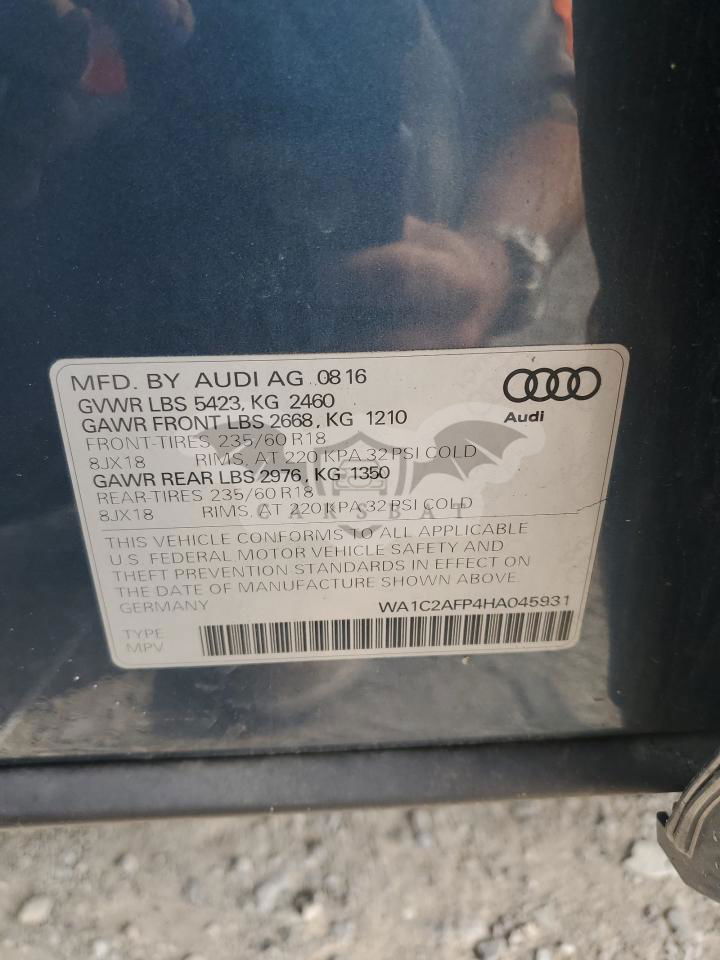 MFD. BY AUDI AG 08 16
GVWR LBS 5423, KG 2460
GAWR FRONT LBS 2668, KG 1210
FRONT-TIRES 235/60 R18
8JX18 RIMS, AT 220 KPA 32 PSI COLD
GAWR REAR LBS 2976, KG 1350
REAR-TIRES 235/60 R18
8JX18 RIMS, AT 220 KPA 32 PSI COLD
Audi
CARSBAT
THIS VEHICLE CONFORMS TO ALL APPLICABLE
U.S. FEDERAL MOTOR VEHICLE SAFETY AND
THEFT PREVENTION STANDARDS IN EFFECT ON
THE DATE OF MANUFACTURE SHOWN ABOVE.
GERMANY WA1C2AFP4HA045931
TYPE
MPV